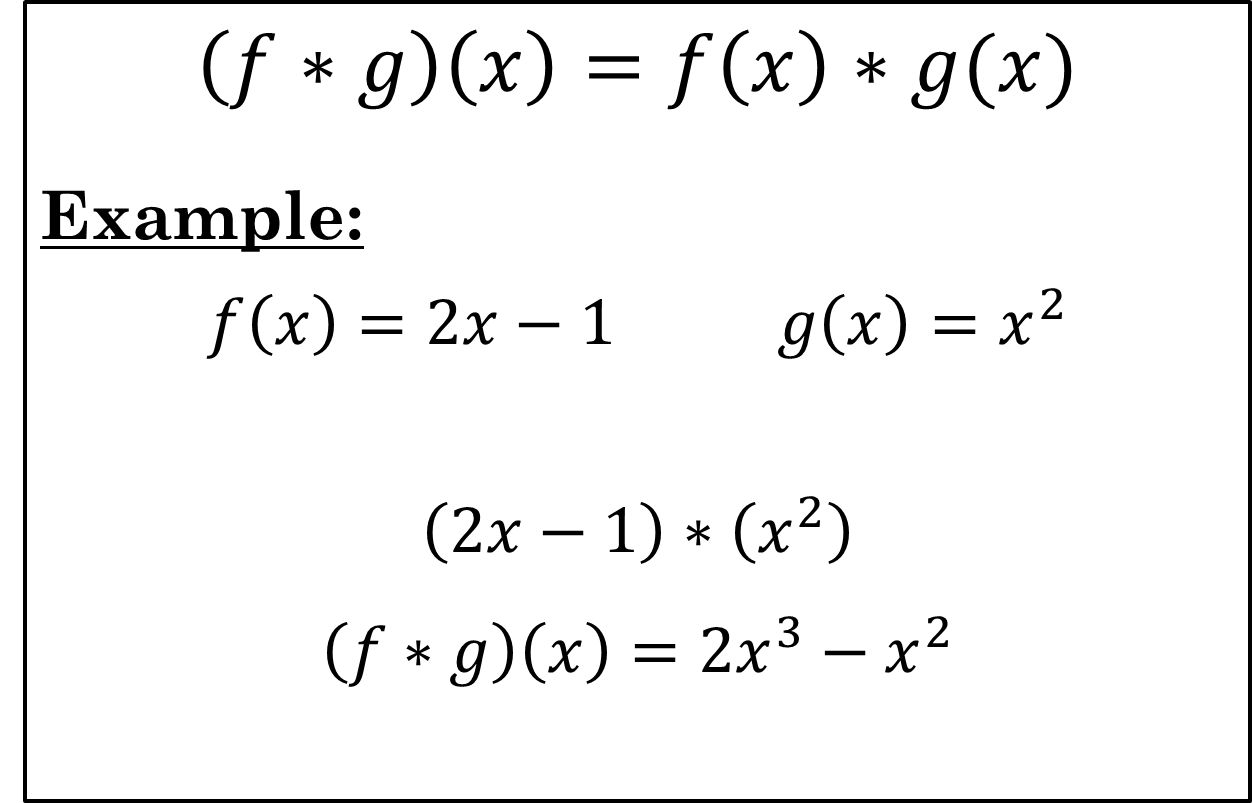 (f ∗ g)(x) = f(x) ∗ g(x)
Example:
f(x) = 2x − 1 g(x) = x²
(2x − 1) ∗ (x²)
(f ∗ g)(x) = 2x³ − x²